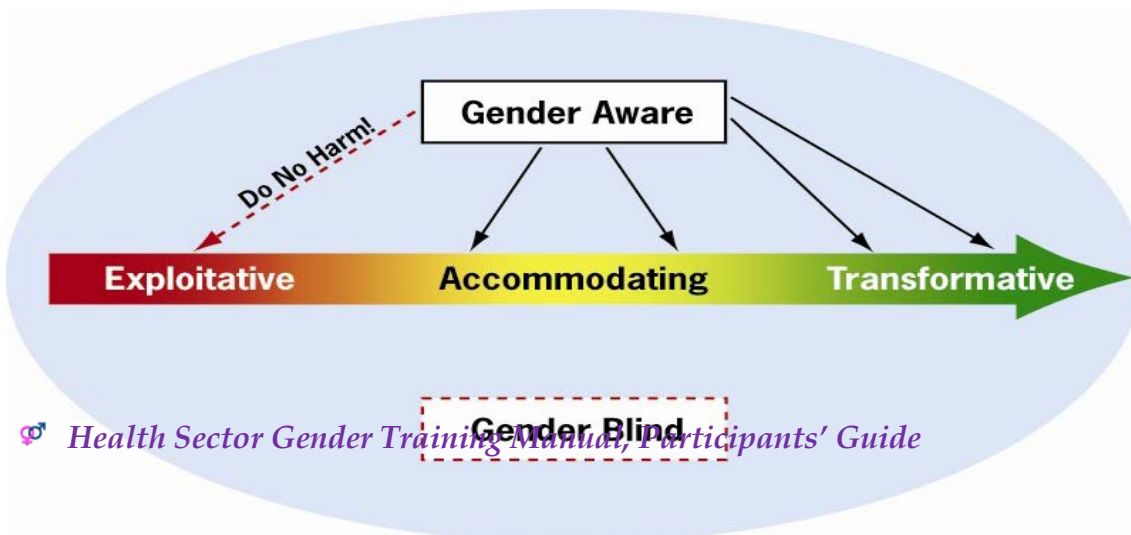 Gender Aware
Do No Harm!
Exploitative
Accommodating
Transformative
Gender Blind
Health Sector Gender Training Manual, Participants’ Guide